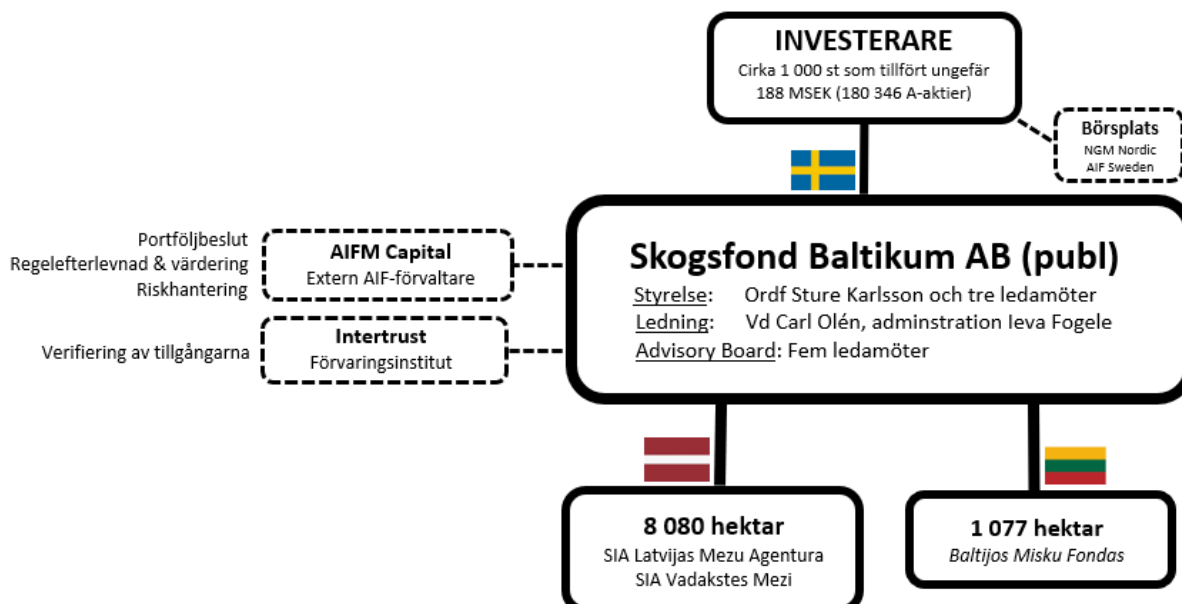 INVESTERARE
Cirka 1 000 st som tillfört ungefär
188 MSEK (180 346 A-aktier)
Börsplats
NGM Nordic
AIF Sweden
Portföljbeslut
Regelefterlevnad & värdering
Riskhantering
AIFM Capital
Extern AIF-förvaltare
Verifiering av tillgångarna
Intertrust
Förvaringsinstitut
Skogsfond Baltikum AB (publ)
Styrelse: Ordf Sture Karlsson och tre ledamöter
Ledning: Vd Carl Olén, adminstration Ieva Fogele
Advisory Board: Fem ledamöter
8 080 hektar
SIA Latvijas Mezu Agentura
SIA Vadakstes Mezi
1 077 hektar
Baltijos Misku Fondas